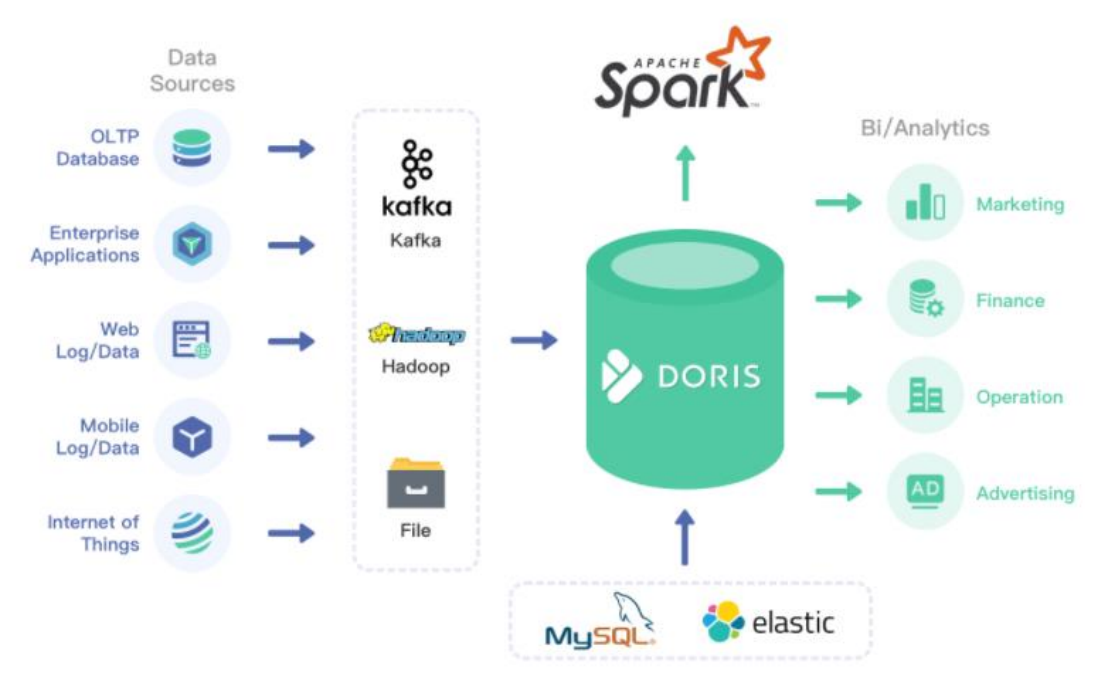 Data
Sources
OLTP
Database
Enterprise
Applications
Web
Log/Data
Mobile
Log/Data
Internet of
Things
kafka
Kafka
hadoop
Hadoop
File
APACHE
Spark™
DORIS
MySQL®
elastic
Bi/Analytics
Marketing
Finance
Operation
AD
Advertising